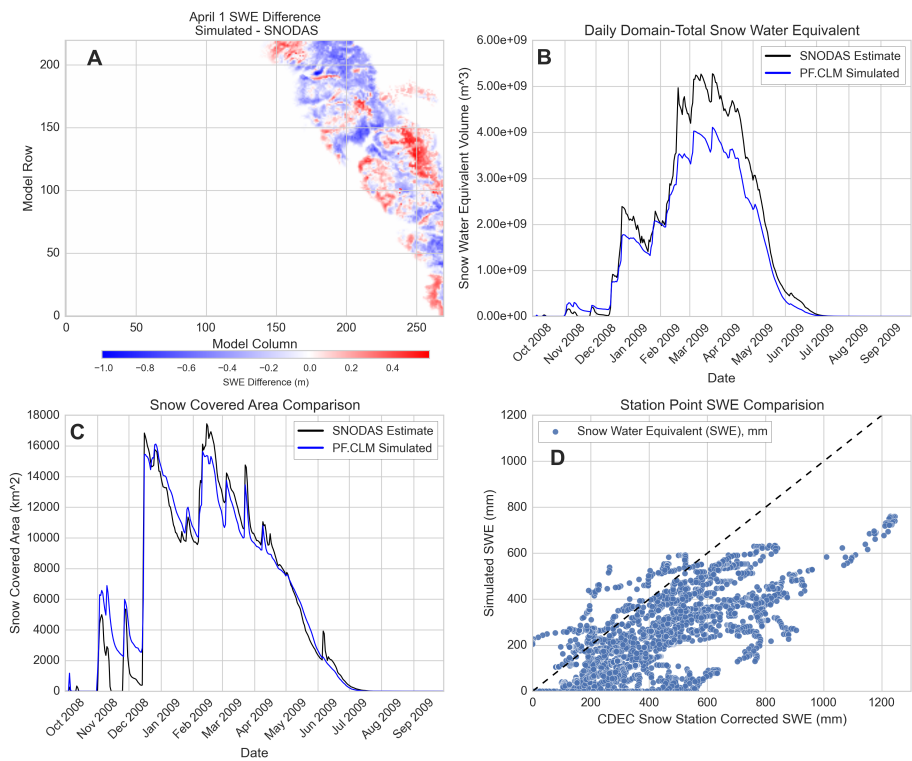 April 1 SWE Difference
Simulated - SNODAS
A
Model Row
200
150
100
50
0
0
50
100
150
200
250
Model Column
−1.0
−0.8
−0.6
−0.4
−0.2
0.0
0.2
0.4
SWE Difference (m)
Daily Domain-Total Snow Water Equivalent
B
SNODAS Estimate
PF.CLM Simulated
Snow Water Equivalent Volume (m^3)
6.00e+09
5.00e+09
4.00e+09
3.00e+09
2.00e+09
1.00e+09
0.00e+09
Oct 2008
Nov 2008
Dec 2008
Jan 2009
Feb 2009
Mar 2009
Apr 2009
May 2009
Jun 2009
Jul 2009
Aug 2009
Sep 2009
Date
Snow Covered Area Comparison
C
SNODAS Estimate
PF.CLM Simulated
Snow Covered Area (km^2)
18000
16000
14000
12000
10000
8000
6000
4000
2000
0
Oct 2008
Nov 2008
Dec 2008
Jan 2009
Feb 2009
Mar 2009
Apr 2009
May 2009
Jun 2009
Jul 2009
Aug 2009
Sep 2009
Date
Station Point SWE Comparision
Snow Water Equivalent (SWE), mm
D
Simulated SWE (mm)
1200
1000
800
600
400
200
0
0
200
400
600
800
1000
1200
CDEC Snow Station Corrected SWE (mm)